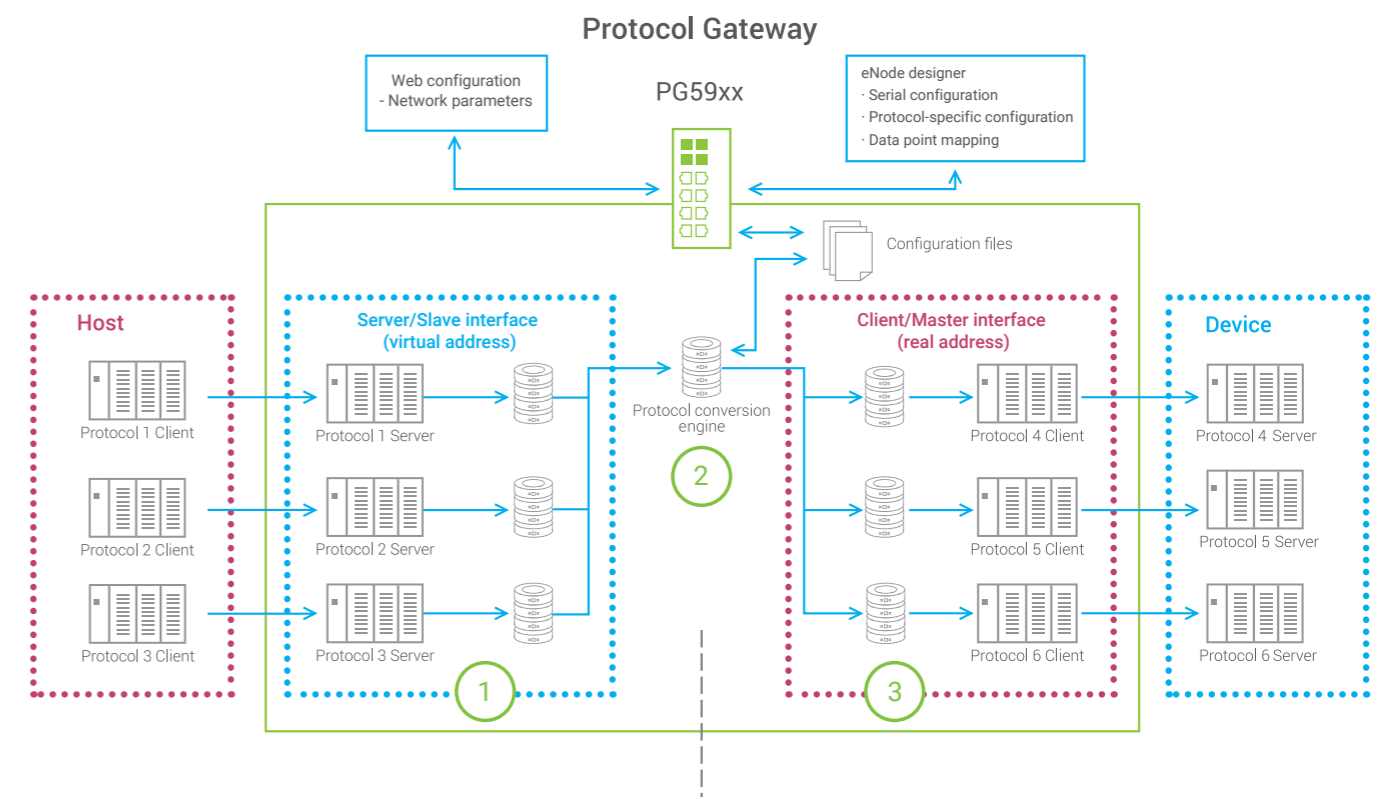 Protocol Gateway
Web configuration
- Network parameters
PG59xx
eNode designer
· Serial configuration
· Protocol-specific configuration
· Data point mapping
Configuration files
Host
Protocol 1 Client
Protocol 2 Client
Protocol 3 Client
Server/Slave interface
(virtual address)
Protocol 1 Server
Protocol 2 Server
Protocol 3 Server
1
Protocol conversion
engine
2
Client/Master interface
(real address)
Protocol 4 Client
Protocol 5 Client
Protocol 6 Client
3
Device
Protocol 4 Server
Protocol 5 Server
Protocol 6 Server